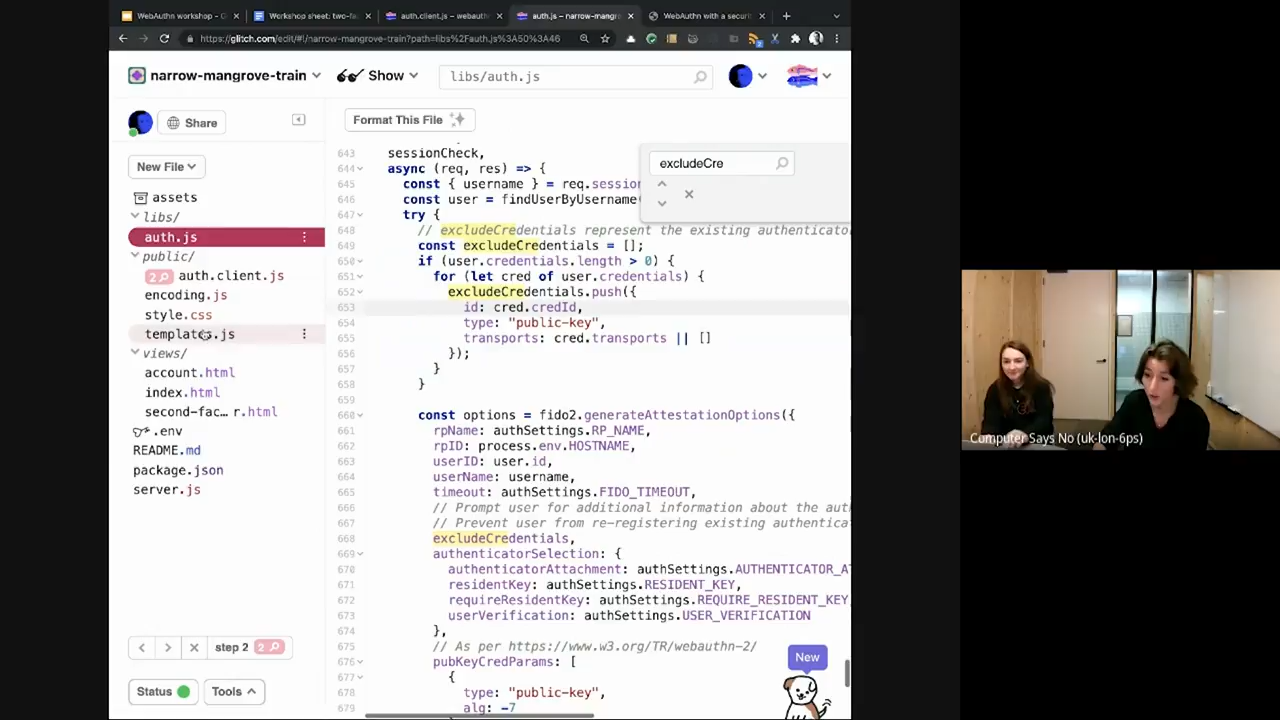 WebAuthn workshop - G
Workshop sheet: two-fa
auth.client.js – webauth
auth.js – narrow-mangro
WebAuthn with a securi
https://glitch.com/edit/#!/narrow-mangrove-train?path=libs%2Fauth.js%3A50%3A46
narrow-mangrove-train
Show
libs/auth.js
Share
Format This File
New File
assets
libs/
auth.js
public/
2
auth.client.js
encoding.js
style.css
templates.js
views/
account.html
index.html
second-fac… r.html
.env
README.md
package.json
server.js
step 2
2
Status
Tools
excludeCre
643 sessionCheck,
644 async (req, res) => {
645 const { username } = req.session
646 const user = findUserByUsername(
647 try {
648 // excludeCredentials represent the existing authenticator
649 const excludeCredentials = [];
650 if (user.credentials.length > 0) {
651 for (let cred of user.credentials) {
652 excludeCredentials.push({
653 id: cred.credId,
654 type: "public-key",
655 transports: cred.transports || []
656 });
657 }
658 }
659
660 const options = fido2.generateAttestationOptions({
661 rpName: authSettings.RP_NAME,
662 rpID: process.env.HOSTNAME,
663 userID: user.id,
664 userName: username,
665 timeout: authSettings.FIDO_TIMEOUT,
666 // Prompt user for additional information about the auth
667 // Prevent user from re-registering existing authentica
668 excludeCredentials,
669 authenticatorSelection: {
670 authenticatorAttachment: authSettings.AUTHENTICATOR_A
671 residentKey: authSettings.RESIDENT_KEY,
672 requireResidentKey: authSettings.REQUIRE_RESIDENT_KEY
673 userVerification: authSettings.USER_VERIFICATION
674 },
675 // As per https://www.w3.org/TR/webauthn-2/
676 pubKeyCredParams: [
677 {
678 type: "public-key",
679 alg: -7
New
Computer Says No (uk-lon-6ps)